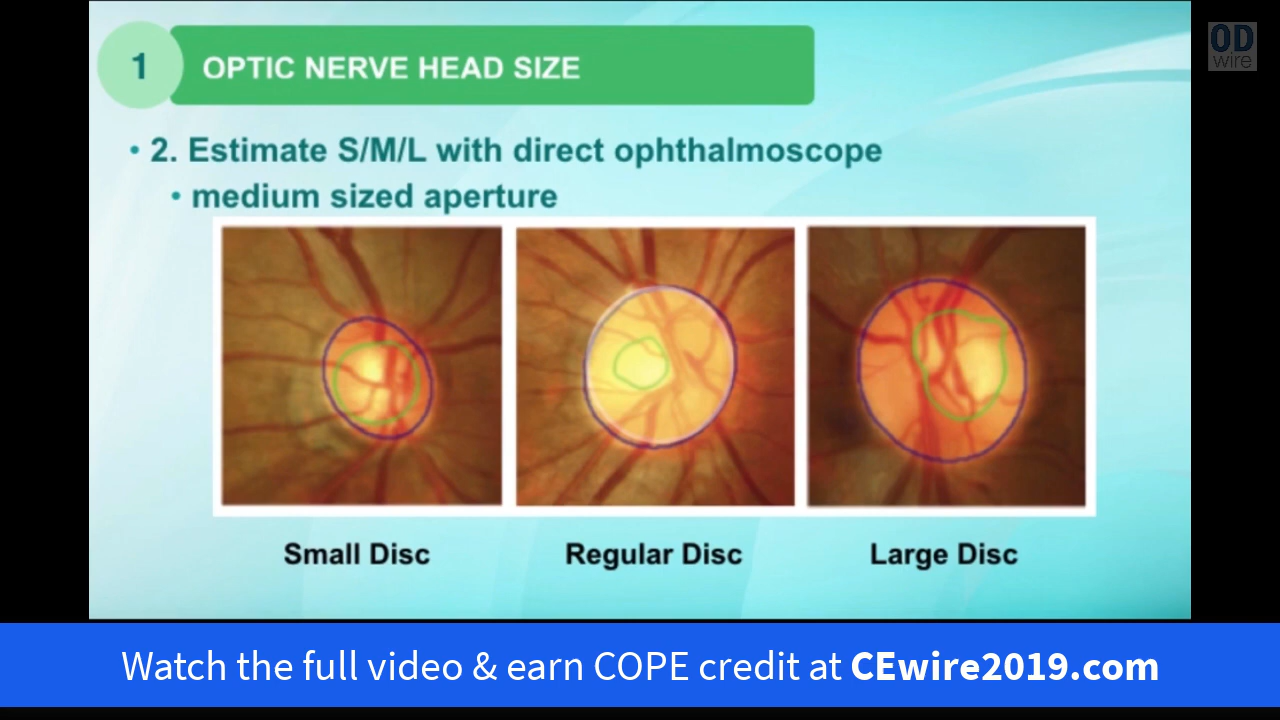 1
OPTIC NERVE HEAD SIZE
OD
wire
• 2. Estimate S/M/L with direct ophthalmoscope
• medium sized aperture
Small Disc
Regular Disc
Large Disc
Watch the full video & earn COPE credit at CEwire2019.com